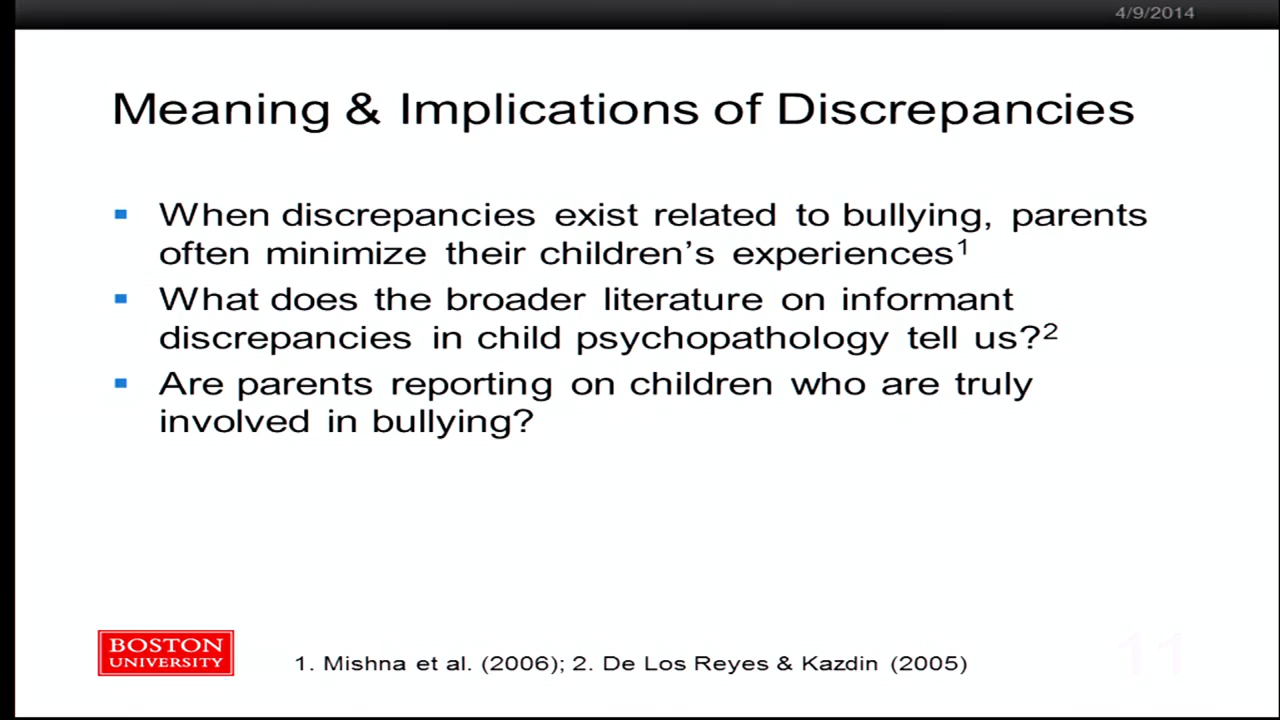 4/9/2014
Meaning & Implications of Discrepancies
▪ When discrepancies exist related to bullying, parents
often minimize their children's experiences¹
▪ What does the broader literature on informant
discrepancies in child psychopathology tell us?²
▪ Are parents reporting on children who are truly
involved in bullying?
BOSTON
UNIVERSITY
1. Mishna et al. (2006); 2. De Los Reyes & Kazdin (2005)
11